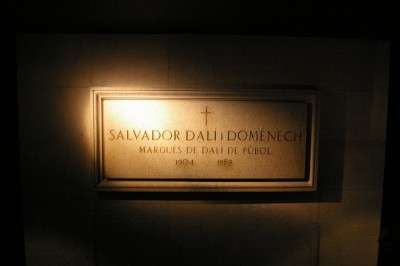 SALVADOR DALÍ i DOMÈNECH
MARQUÈS DE DALÍ DE PÚBOL
1904 1989